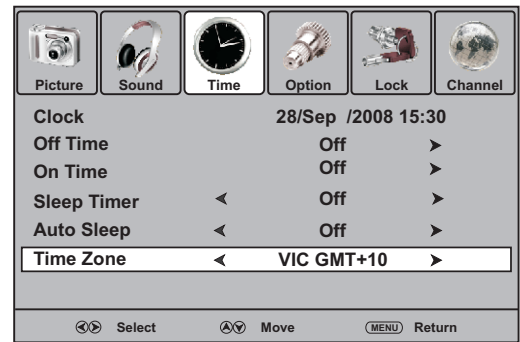 Picture Sound Time Option Lock Channel
Clock 28/Sep /2008 15:30
Off Time Off
On Time Off
Sleep Timer Off
Auto Sleep Off
Time Zone VIC GMT+10
Select Move MENU Return